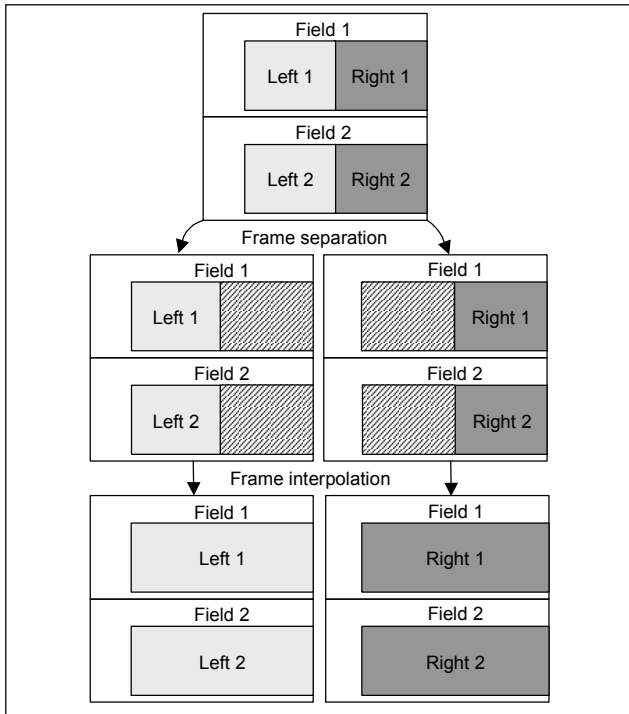 Field 1
Left 1 Right 1
Field 2
Left 2 Right 2
Frame separation
Field 1 Field 1
Left 1 Right 1
Field 2 Field 2
Left 2 Right 2
Frame interpolation
Field 1 Field 1
Left 1 Right 1
Field 2 Field 2
Left 2 Right 2